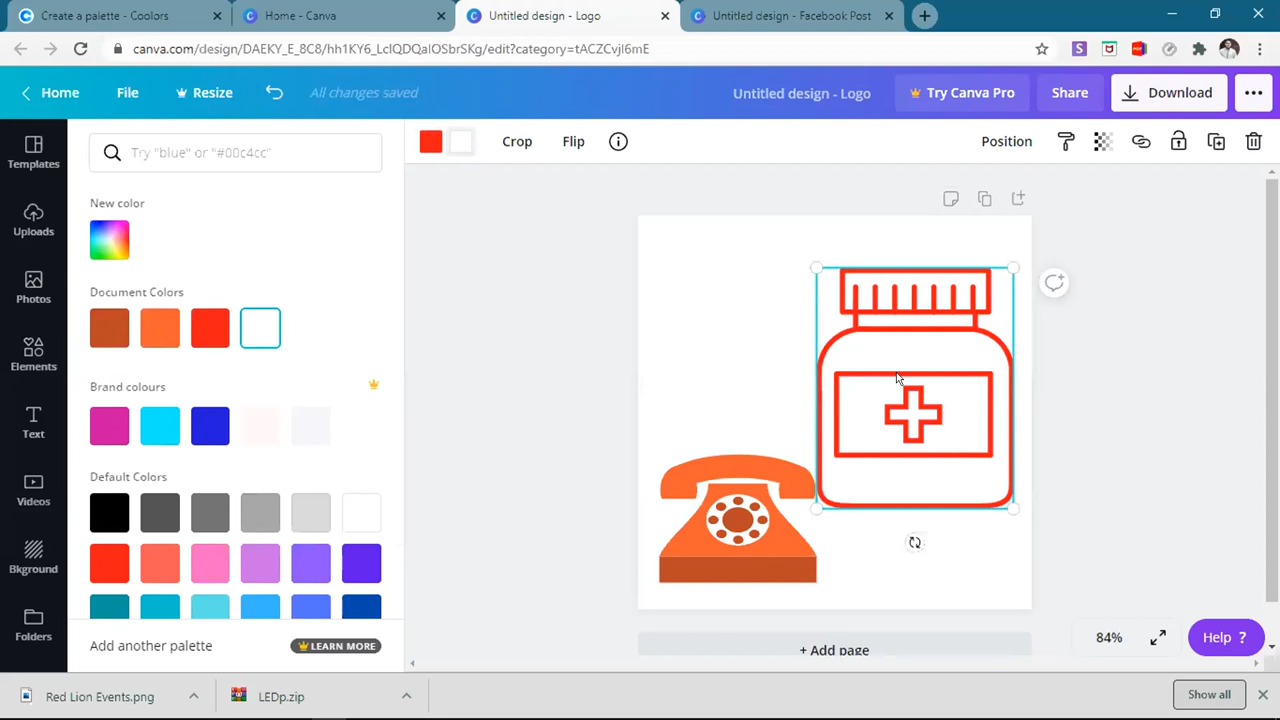 Create a palette - Coolors
Home - Canva
Untitled design - Logo
Untitled design - Facebook Post
canva.com/design/DAEKY_E_8C8/hh1KY6_LcIQDQaIOSbrSKg/edit?category=tACZCvjI6mE
Home
File
Resize
All changes saved
Untitled design - Logo
Try Canva Pro
Share
Download
Templates
Uploads
Photos
Elements
Text
Videos
Bkground
Folders
Try "blue" or "#00c4cc"
Crop
Flip
Position
New color
Document Colors
Brand colours
Default Colors
Add another palette
LEARN MORE
+ Add page
84%
Help ?
Red Lion Events.png
LEDp.zip
Show all